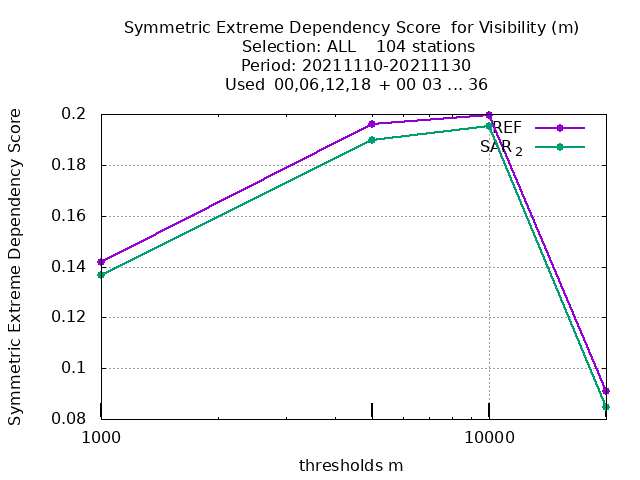 Symmetric Extreme Dependency Score  for Visibility (m)
Selection: ALL    104 stations
Period: 20211110-20211130
Used  00,06,12,18  + 00 03 ... 36
Symmetric Extreme Dependency Score
0.2
0.18
0.16
0.14
0.12
0.1
0.08
REF
SAR 2
1000
10000
thresholds m